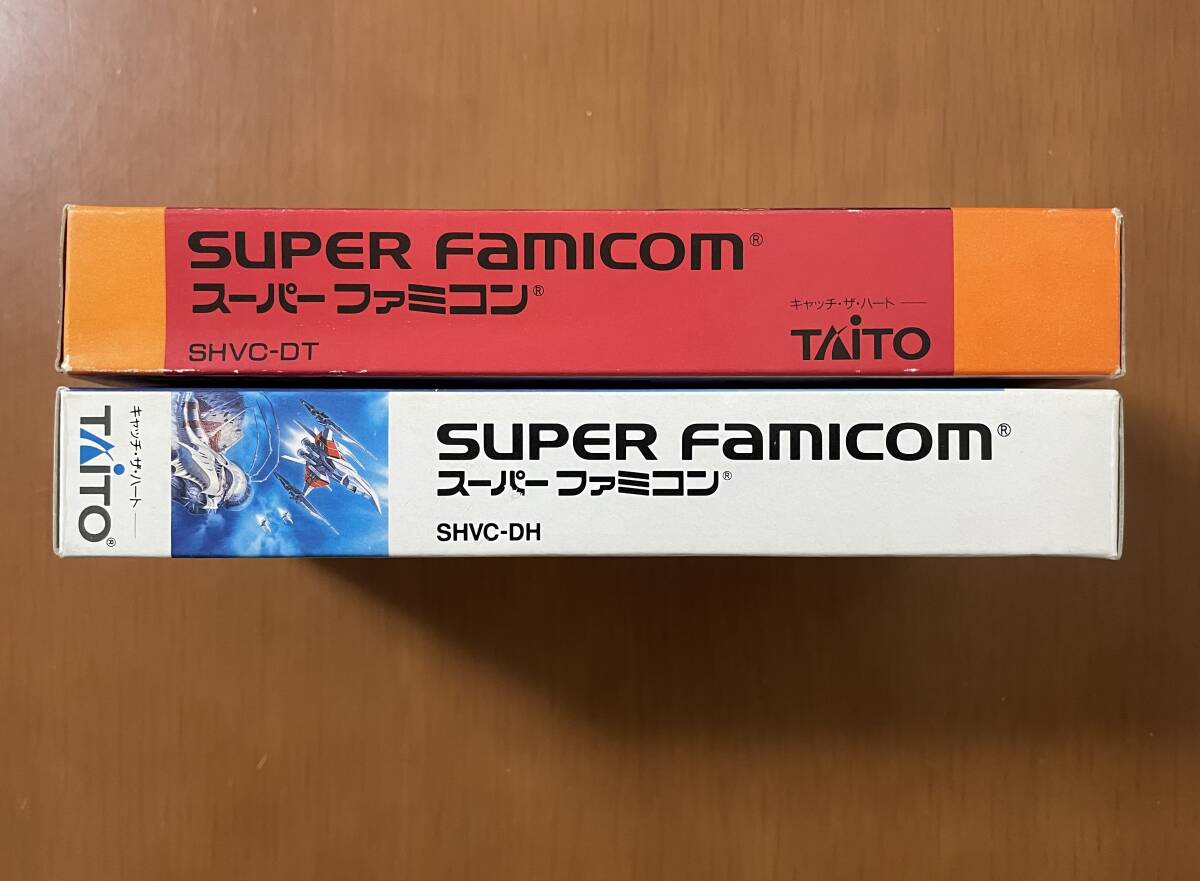 SUPER FAMICOM®
スーパーファミコン®
SHVC-DT
キャッチ・ザ・ハート
TAITO
キャッチ・ザ・ハート
TAITO®
SUPER FAMICOM®
スーパーファミコン®
SHVC-DH